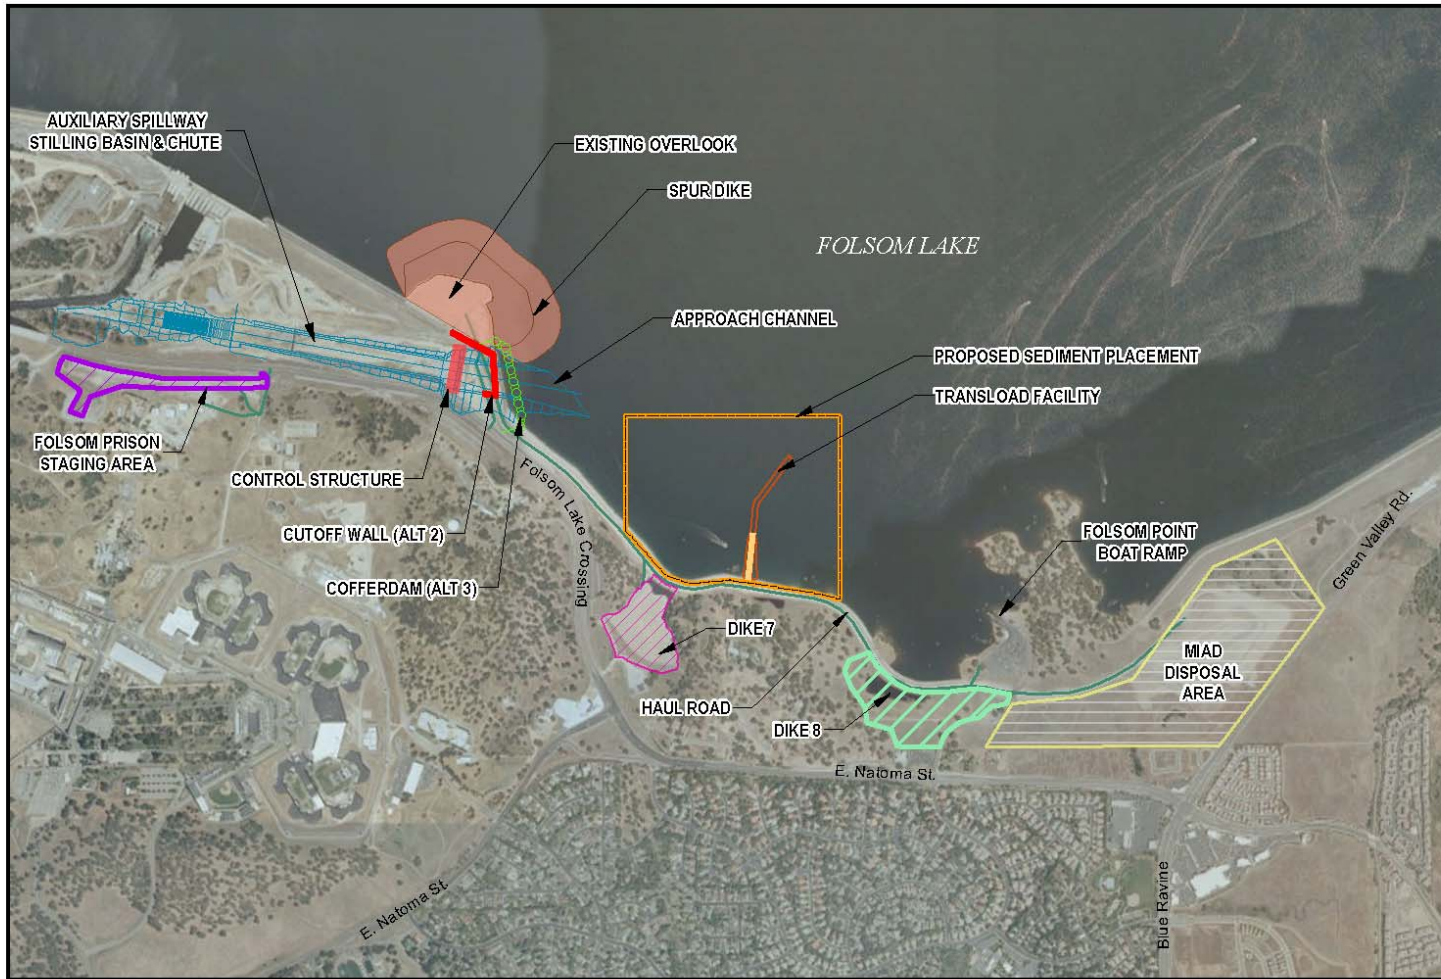 AUXILIARY SPILLWAY
STILLING BASIN & CHUTE
EXISTING OVERLOOK
SPUR DIKE
FOLSOM LAKE
APPROACH CHANNEL
PROPOSED SEDIMENT PLACEMENT
TRANSLOAD FACILITY
FOLSOM PRISON
STAGING AREA
CONTROL STRUCTURE
CUTOFF WALL (ALT 2)
COFFERDAM (ALT 3)
Folsom Lake Crossing
FOLSOM POINT
BOAT RAMP
Green Valley Rd.
DIKE 7
MIAD
DISPOSAL
AREA
HAUL ROAD
DIKE 8
E. Natoma St.
E. Natoma St.
Blue Ravine